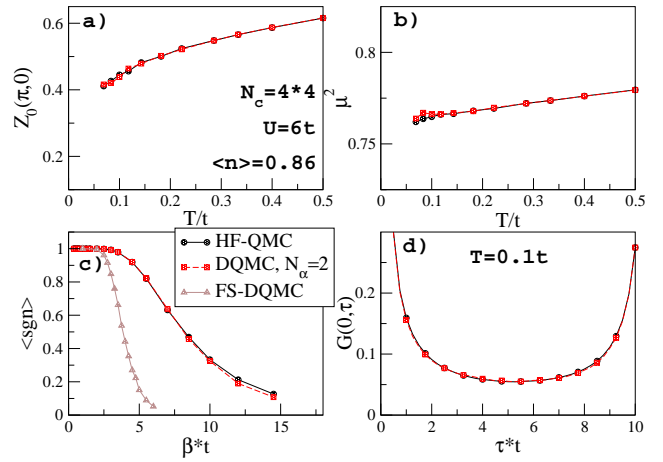 a)
0.6
0.4
0.2
Z₀(π,0)
N_c=4*4
U=6t
<n>=0.86
0 0.1 0.2 0.3 0.4 0.5
T/t
b)
0.8
0.75
μ²
0 0.1 0.2 0.3 0.4 0.5
T/t
c)
1
0.8
0.6
0.4
0.2
0
<sgn>
HF-QMC
DQMC, N_α=2
FS-DQMC
0 5 10 15
β*t
d)
T=0.1t
0.2
0.1
0
G(0,τ)
0 2 4 6 8 10
τ*t